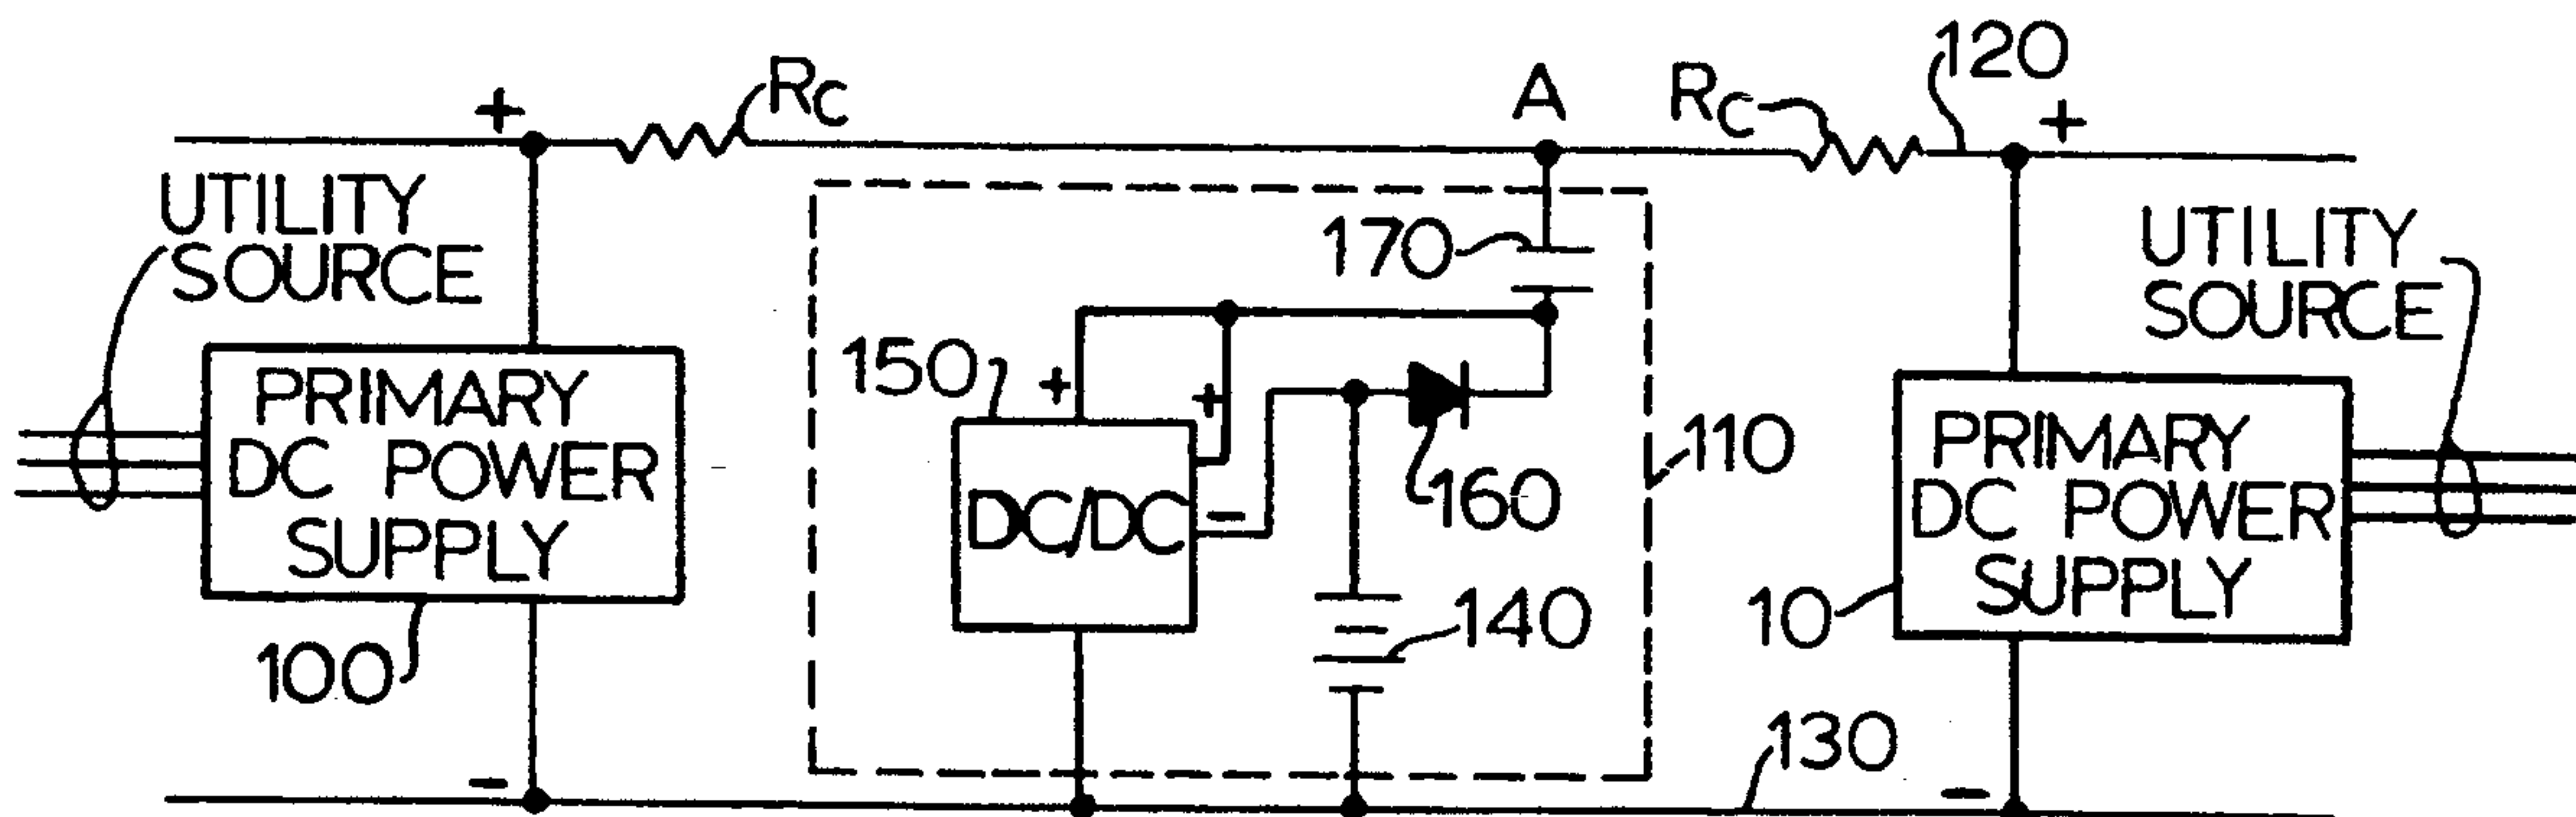 +
RC
A
RC
120
+
UTILITY
SOURCE
170
UTILITY
SOURCE
150
+
+
PRIMARY
DC POWER
SUPPLY
110
PRIMARY
DC POWER
SUPPLY
DC/DC
-
160
140
10
100
130
-
-